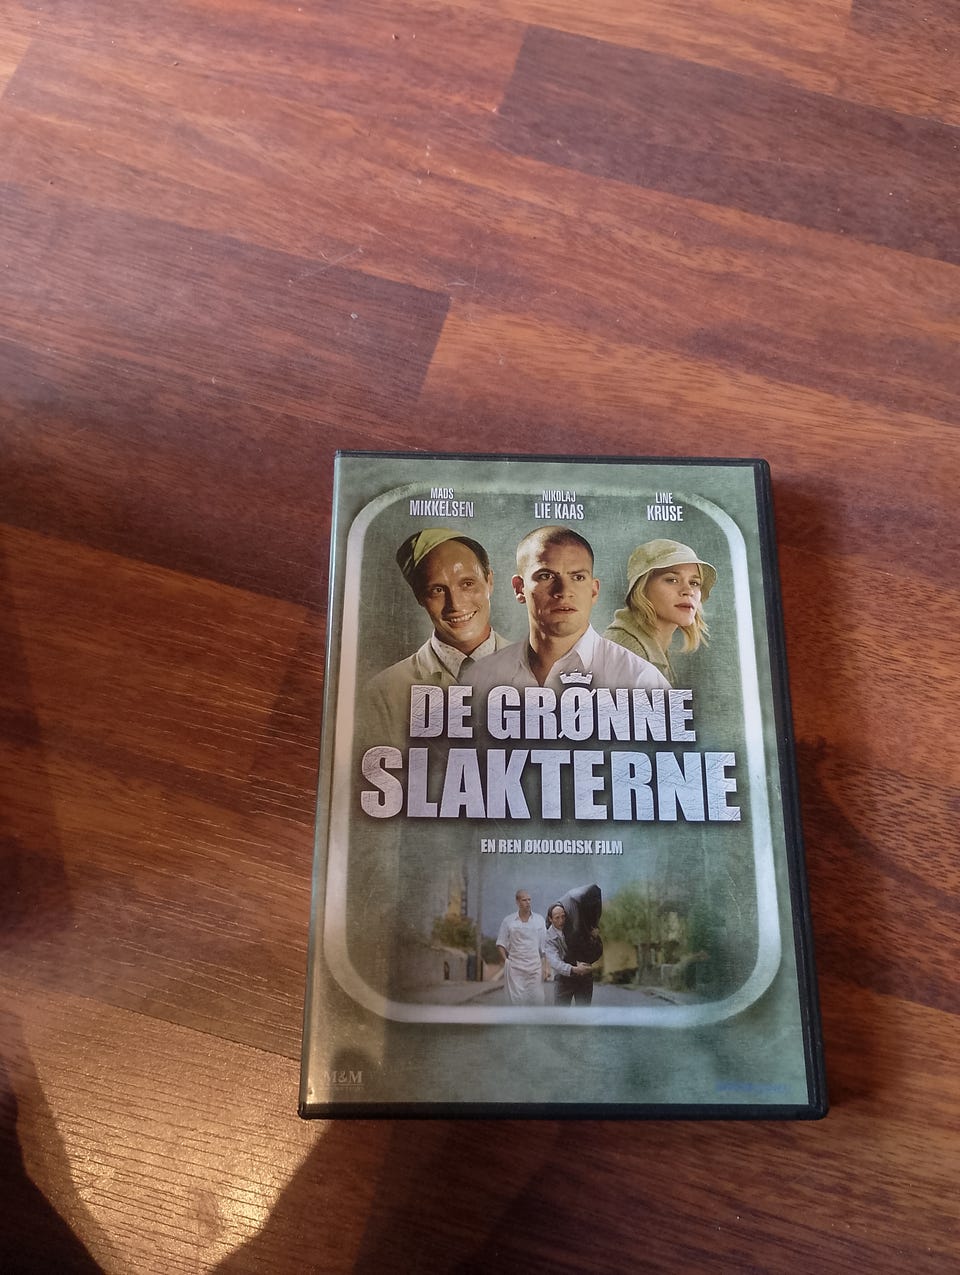 MADS
MIKKELSEN
NIKOLAJ
LIE KAAS
LINE
KRUSE
DE GRØNNE
SLAKTERNE
EN REN ØKOLOGISK FILM
M&M